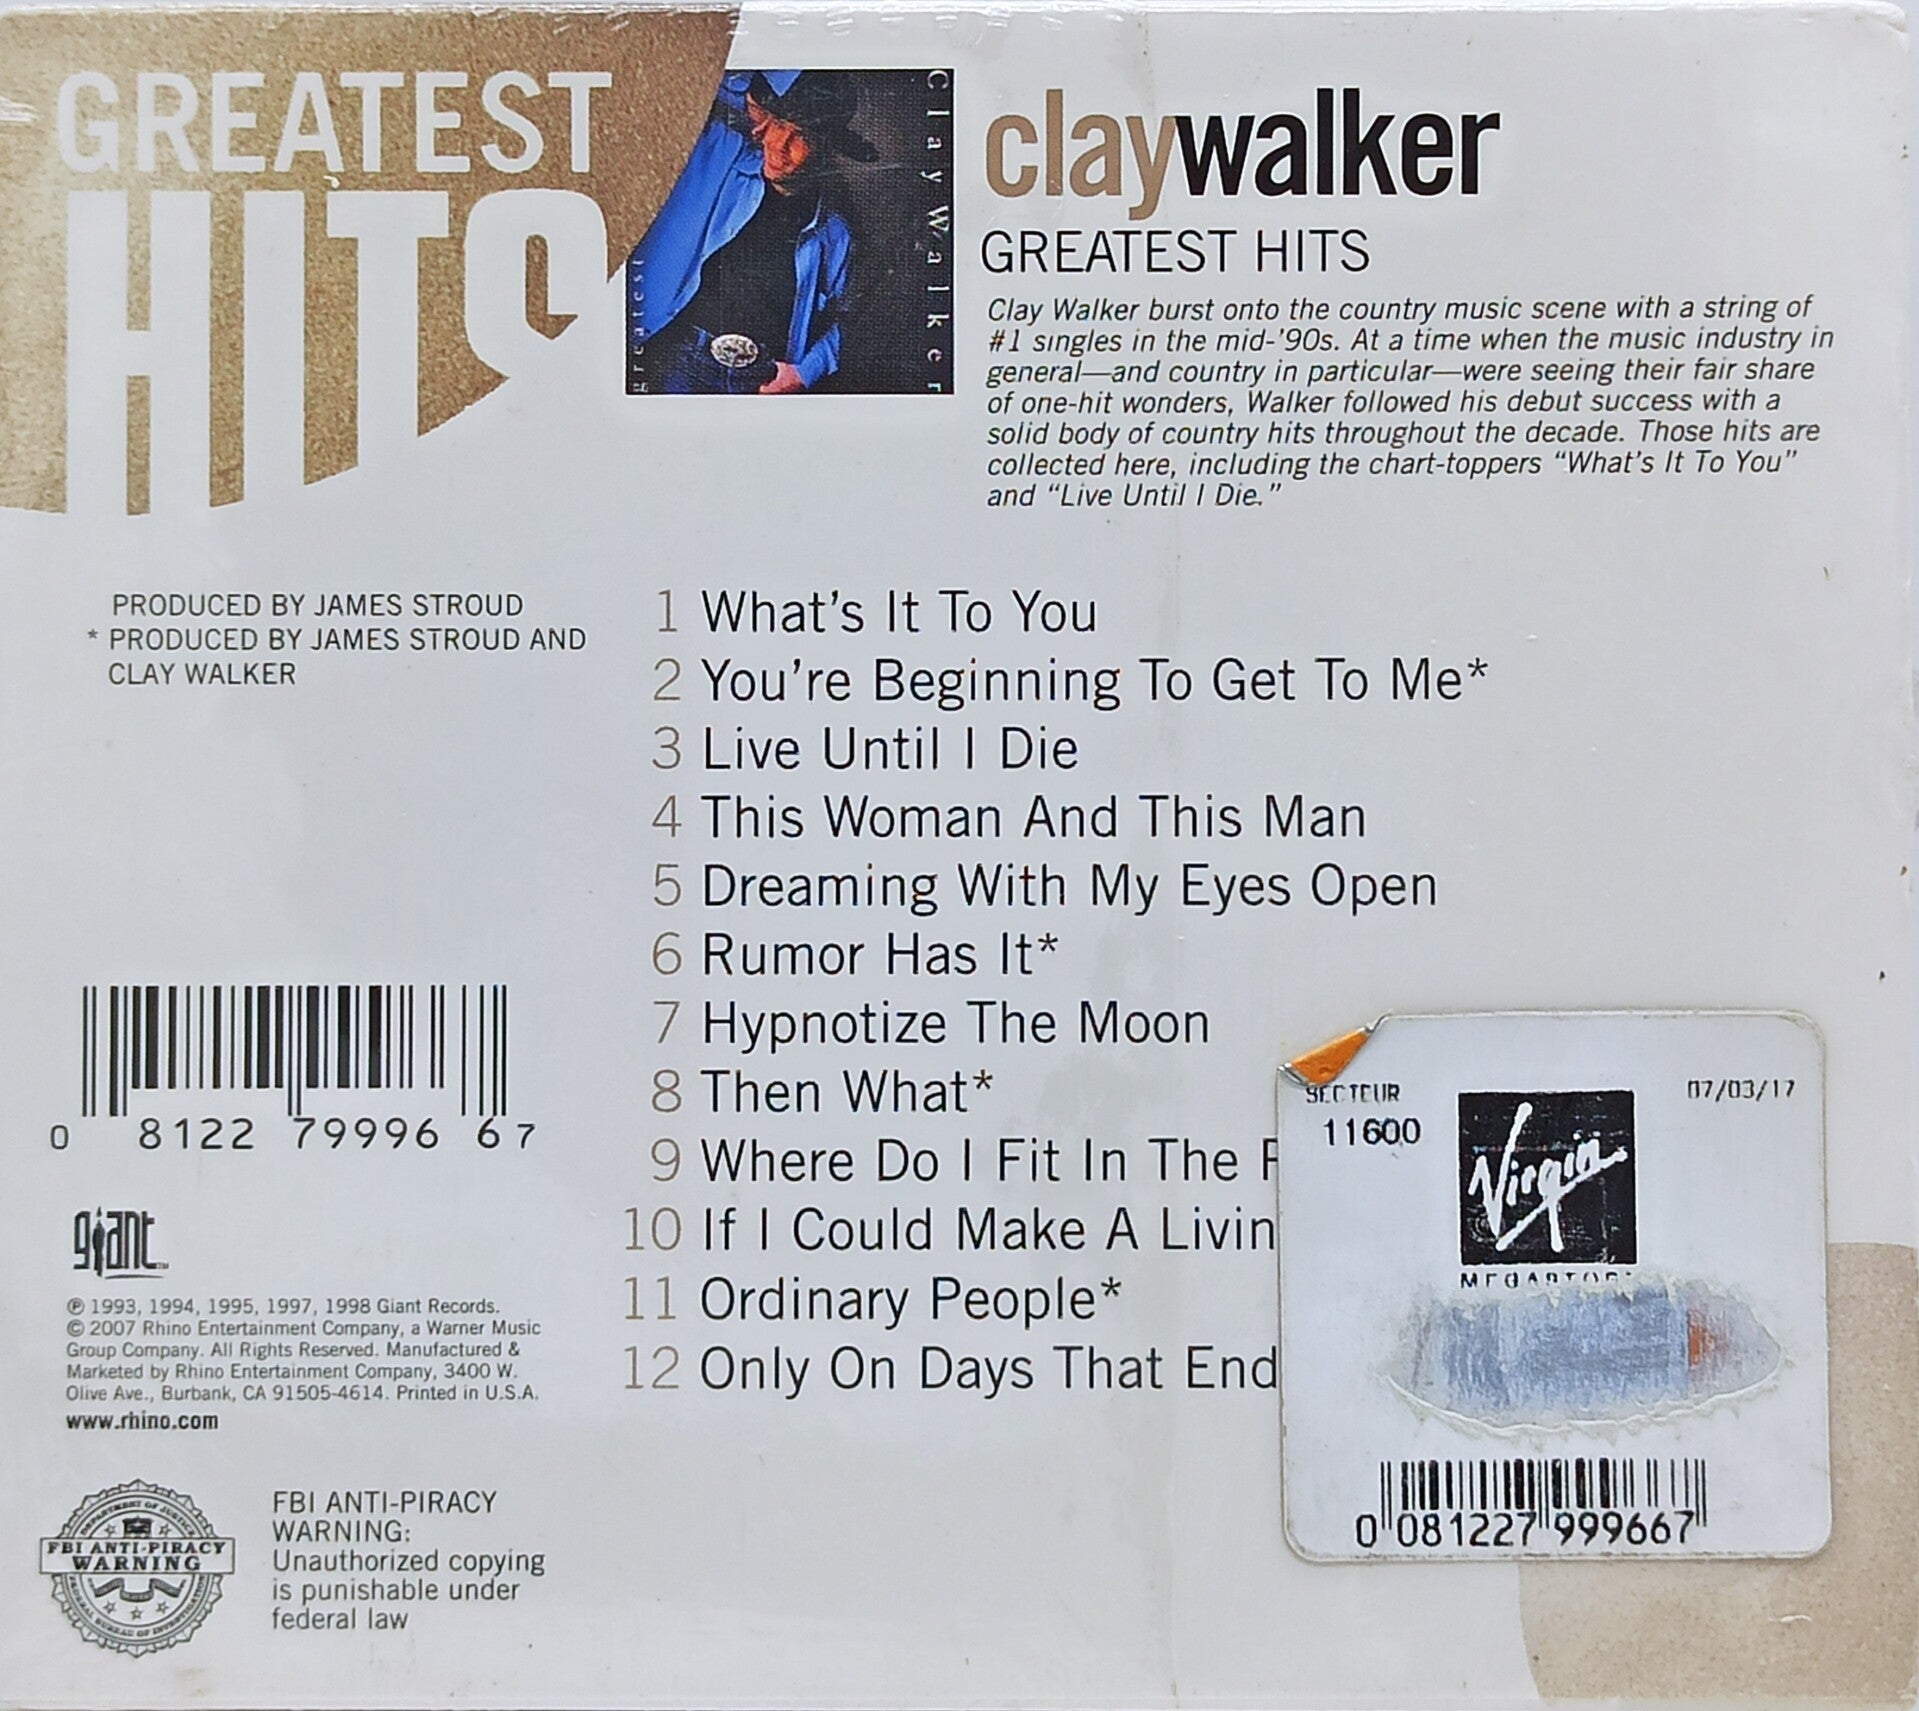 GREATEST
HITS
Clay Walker
greatest
claywalker
GREATEST HITS
Clay Walker burst onto the country music scene with a string of
#1 singles in the mid-'90s. At a time when the music industry in
general—and country in particular—were seeing their fair share
of one-hit wonders, Walker followed his debut success with a
solid body of country hits throughout the decade. Those hits are
collected here, including the chart-toppers “What's It To You”
and “Live Until I Die.”
PRODUCED BY JAMES STROUD
* PRODUCED BY JAMES STROUD AND
CLAY WALKER
1 What's It To You
2 You're Beginning To Get To Me*
3 Live Until I Die
4 This Woman And This Man
5 Dreaming With My Eyes Open
6 Rumor Has It*
7 Hypnotize The Moon
8 Then What*
9 Where Do I Fit In The
10 If I Could Make A Livin
11 Ordinary People*
12 Only On Days That End
0 8122 79996 6 7
giant
℗ 1993, 1994, 1995, 1997, 1998 Giant Records.
© 2007 Rhino Entertainment Company, a Warner Music
Group Company. All Rights Reserved. Manufactured &
Marketed by Rhino Entertainment Company, 3400 W.
Olive Ave., Burbank, CA 91505-4614. Printed in U.S.A.
www.rhino.com
DEPARTMENT OF JUSTICE
FBI ANTI-PIRACY
WARNING
FEDERAL BUREAU OF INVESTIGATION
FBI ANTI-PIRACY
WARNING:
Unauthorized copying
is punishable under
federal law
SECTEUR
11600
07/03/17
Virgin
0 081227 999667